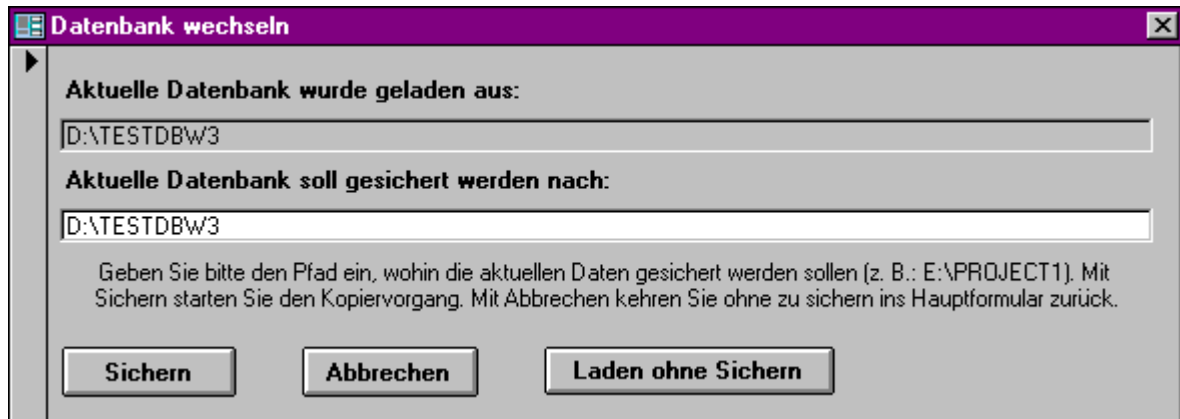 Datenbank wechseln
Aktuelle Datenbank wurde geladen aus:
D:\TESTDBW3
Aktuelle Datenbank soll gesichert werden nach:
D:\TESTDBW3
Geben Sie bitte den Pfad ein, wohin die aktuellen Daten gesichert werden sollen (z. B.: E:\PROJECT1). Mit
Sichern starten Sie den Kopiervorgang. Mit Abbrechen kehren Sie ohne zu sichern ins Hauptformular zurück.
Sichern Abbrechen Laden ohne Sichern